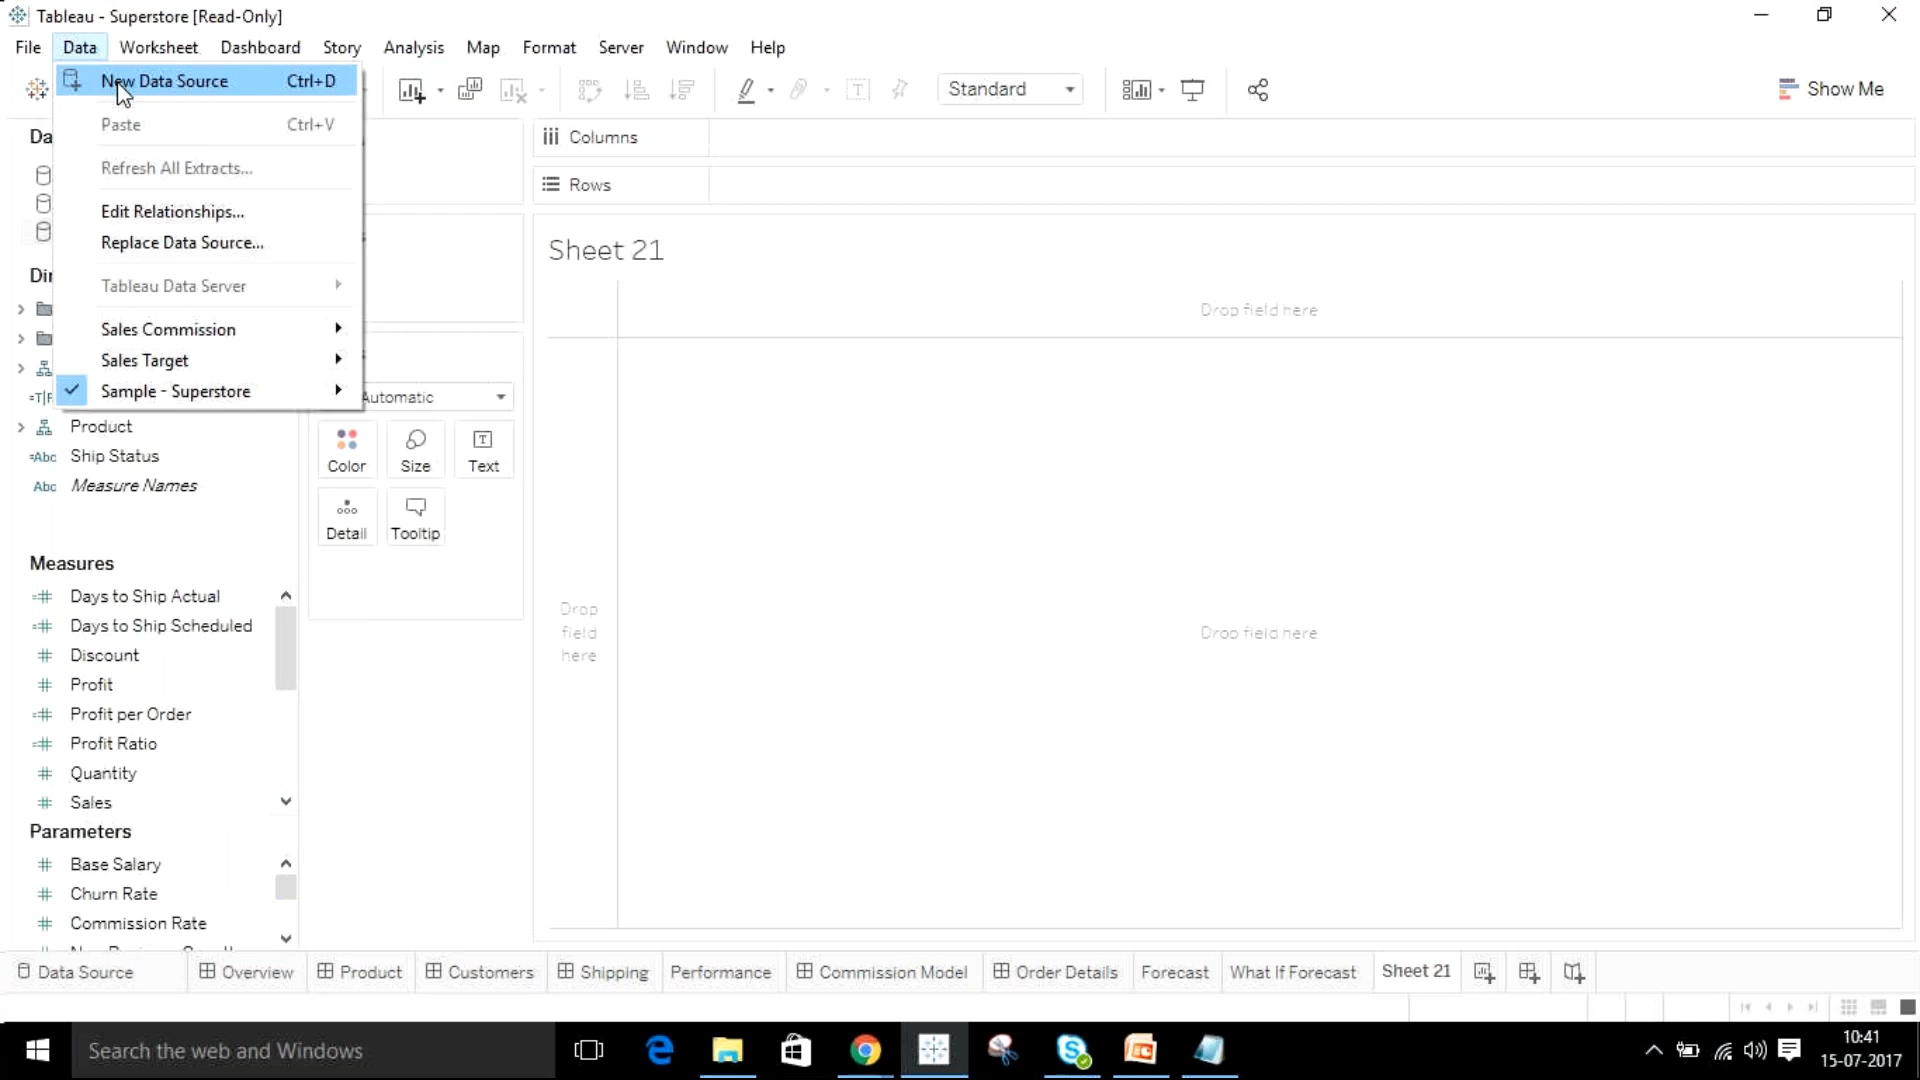 Tableau - Superstore [Read-Only]
File Data Worksheet Dashboard Story Analysis Map Format Server Window Help
New Data Source Ctrl+D
Standard
Show Me
Paste Ctrl+V
Columns
Refresh All Extracts...
Rows
Edit Relationships...
Replace Data Source...
Sheet 21
Tableau Data Server
Drop field here
Sales Commission
Sales Target
Sample - Superstore
Automatic
Product
Ship Status
Abc Measure Names
Color Size Text
Detail Tooltip
Measures
Days to Ship Actual
Days to Ship Scheduled
Discount
Profit
Profit per Order
Profit Ratio
Quantity
Sales
Drop
field
here
Drop field here
Parameters
Base Salary
Churn Rate
Commission Rate
Data Source Overview Product Customers Shipping Performance Commission Model Order Details Forecast What If Forecast Sheet 21
Search the web and Windows
10:41
15-07-2017